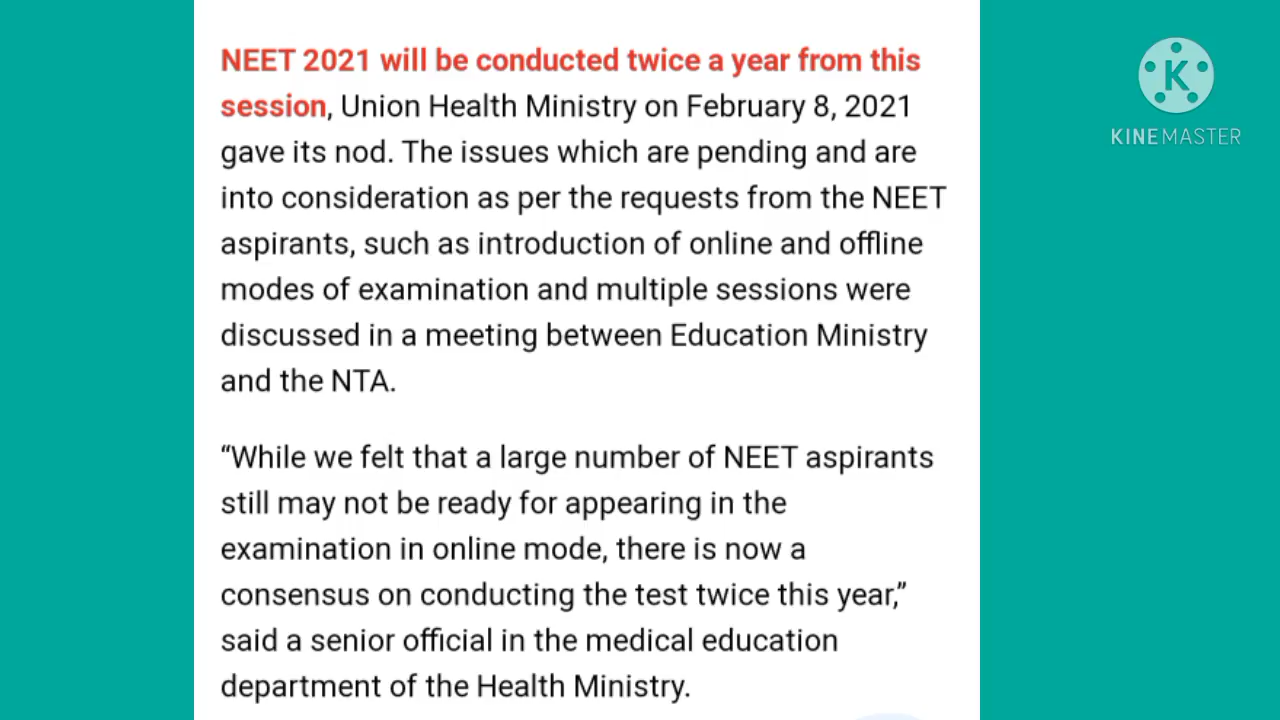 NEET 2021 will be conducted twice a year from this
session, Union Health Ministry on February 8, 2021
gave its nod. The issues which are pending and are
into consideration as per the requests from the NEET
aspirants, such as introduction of online and offline
modes of examination and multiple sessions were
discussed in a meeting between Education Ministry
and the NTA.
“While we felt that a large number of NEET aspirants
still may not be ready for appearing in the
examination in online mode, there is now a
consensus on conducting the test twice this year,”
said a senior official in the medical education
department of the Health Ministry.
K
KINEMASTER